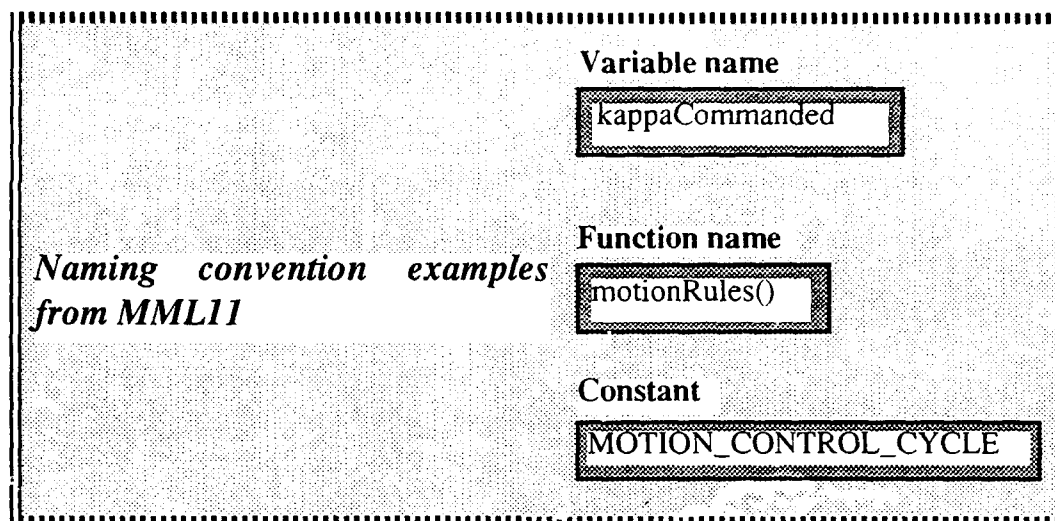 Variable name
kappaCommanded
Function name
Naming convention examples
from MML11
motionRules()
Constant
MOTION_CONTROL_CYCLE